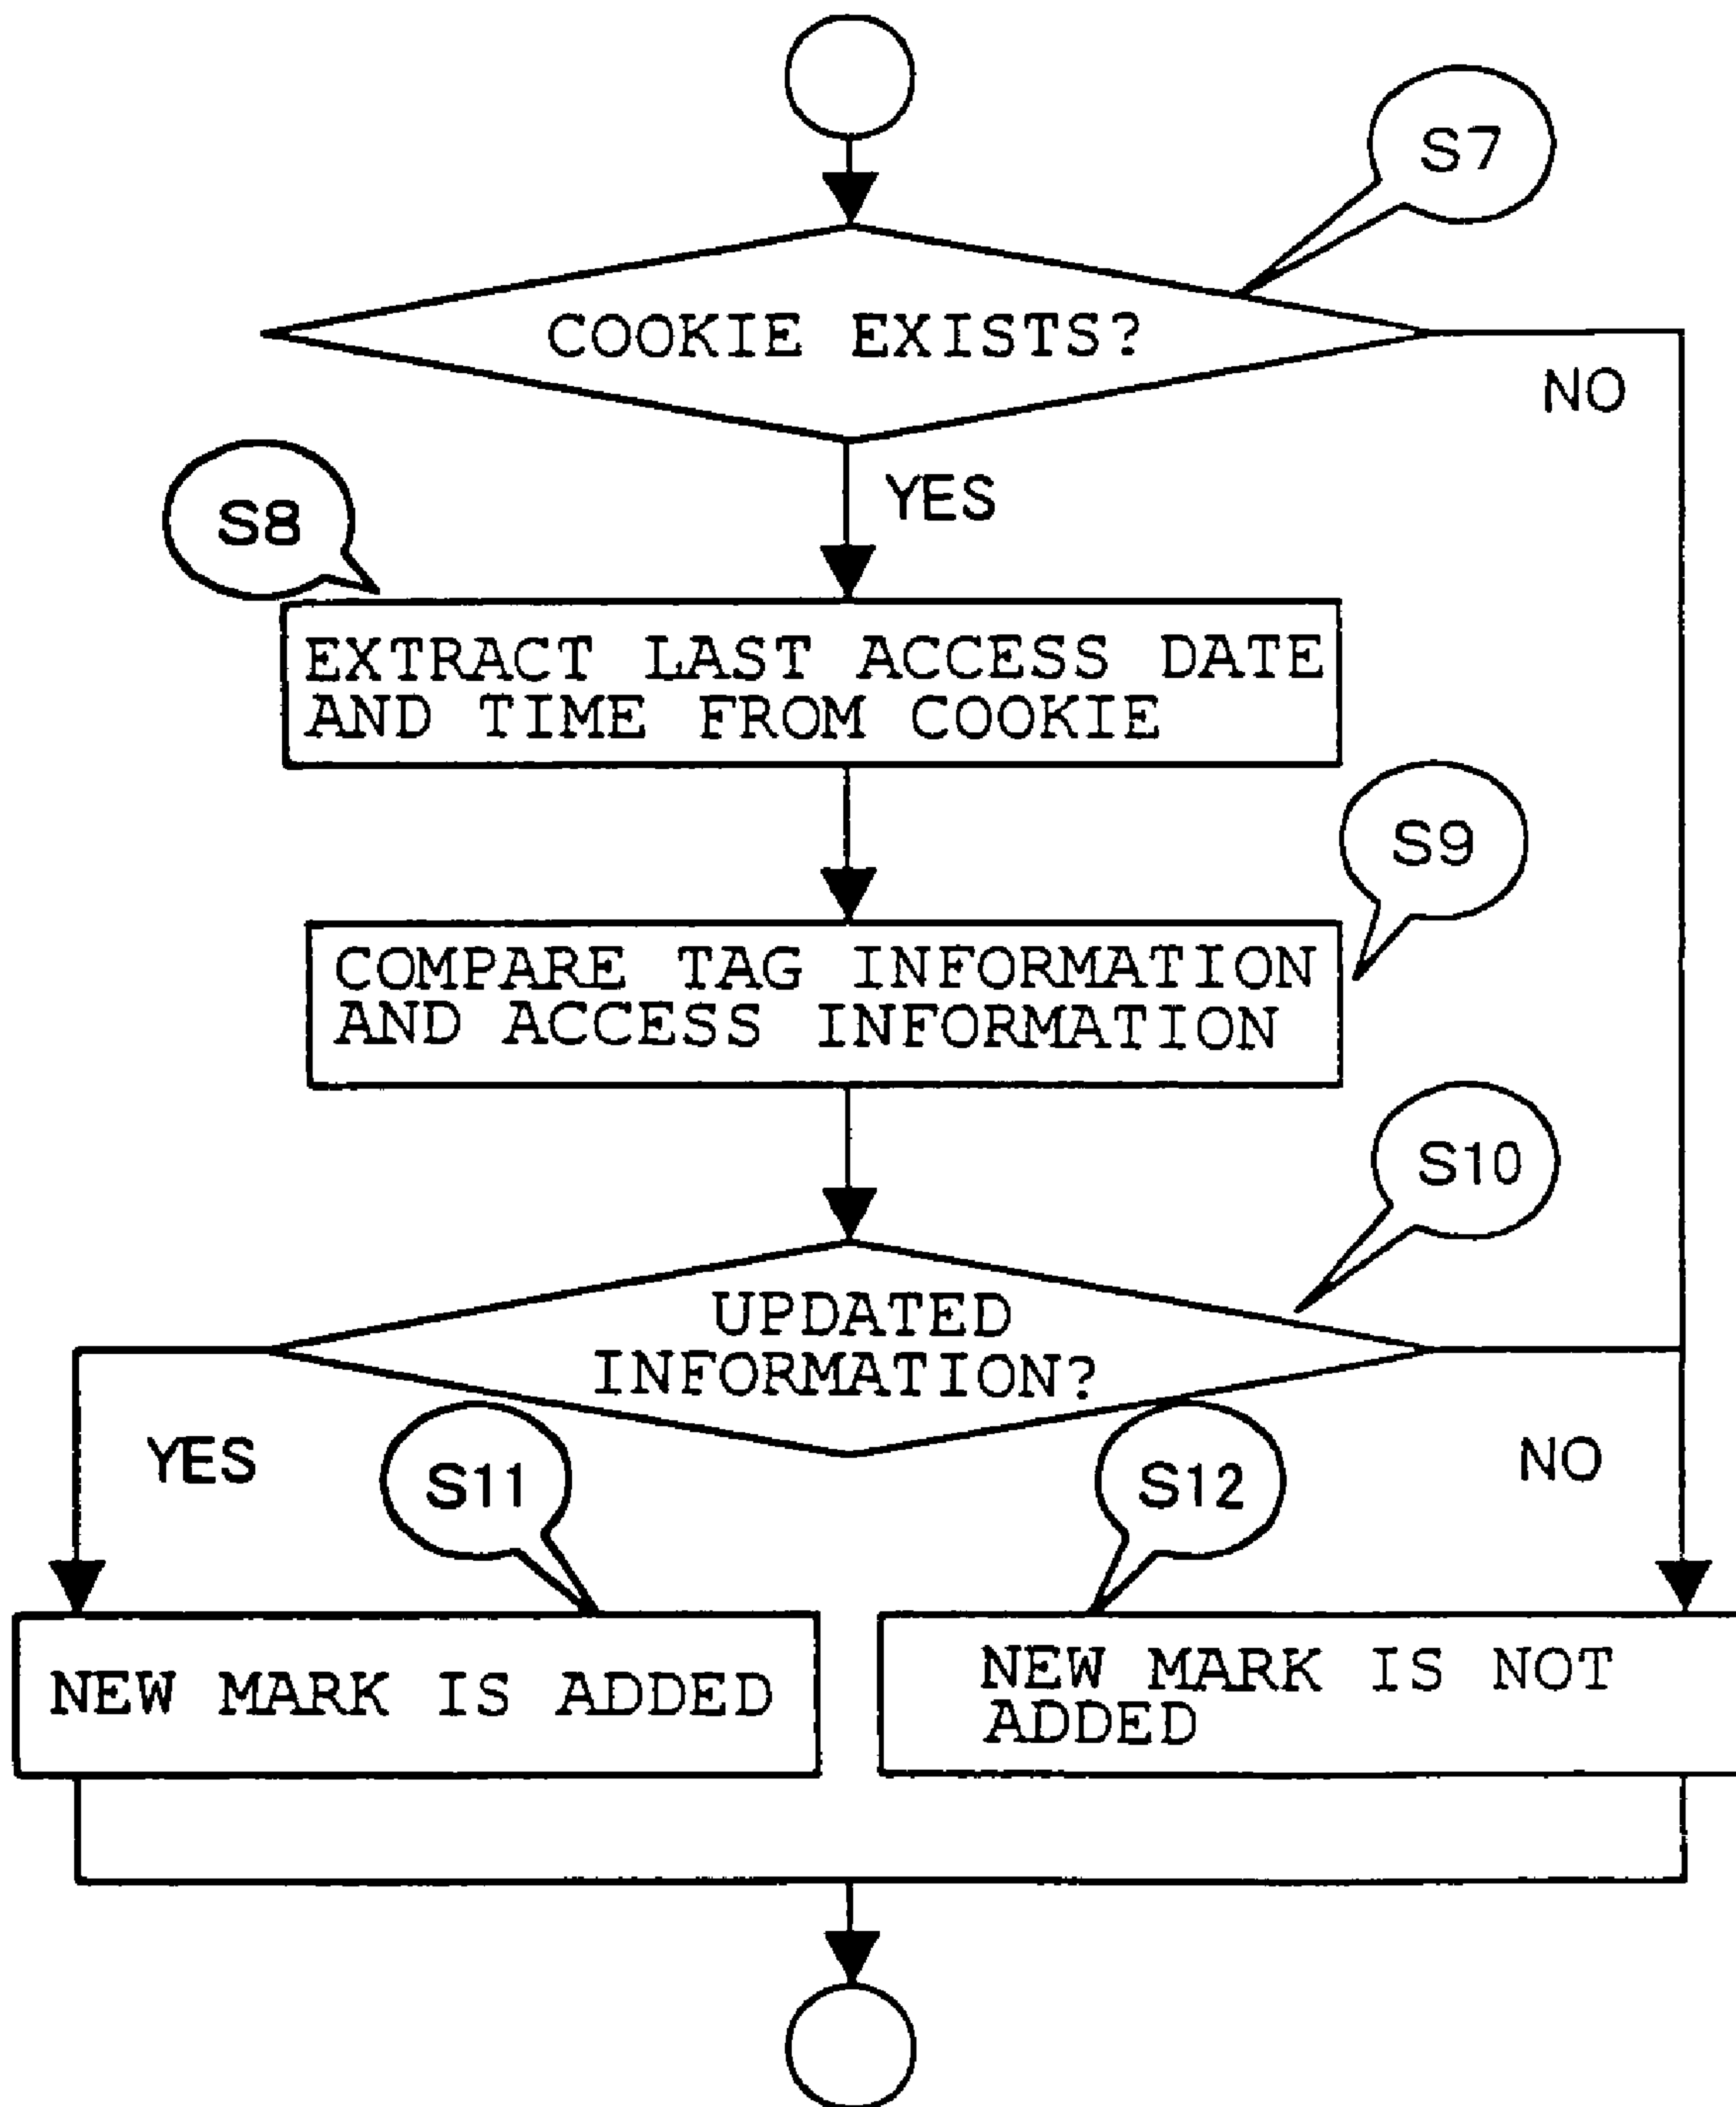 S7
COOKIE EXISTS?
NO
YES
S8
EXTRACT LAST ACCESS DATE
AND TIME FROM COOKIE
S9
COMPARE TAG INFORMATION
AND ACCESS INFORMATION
S10
UPDATED
INFORMATION?
YES
S11
S12
NO
NEW MARK IS ADDED
NEW MARK IS NOT
ADDED